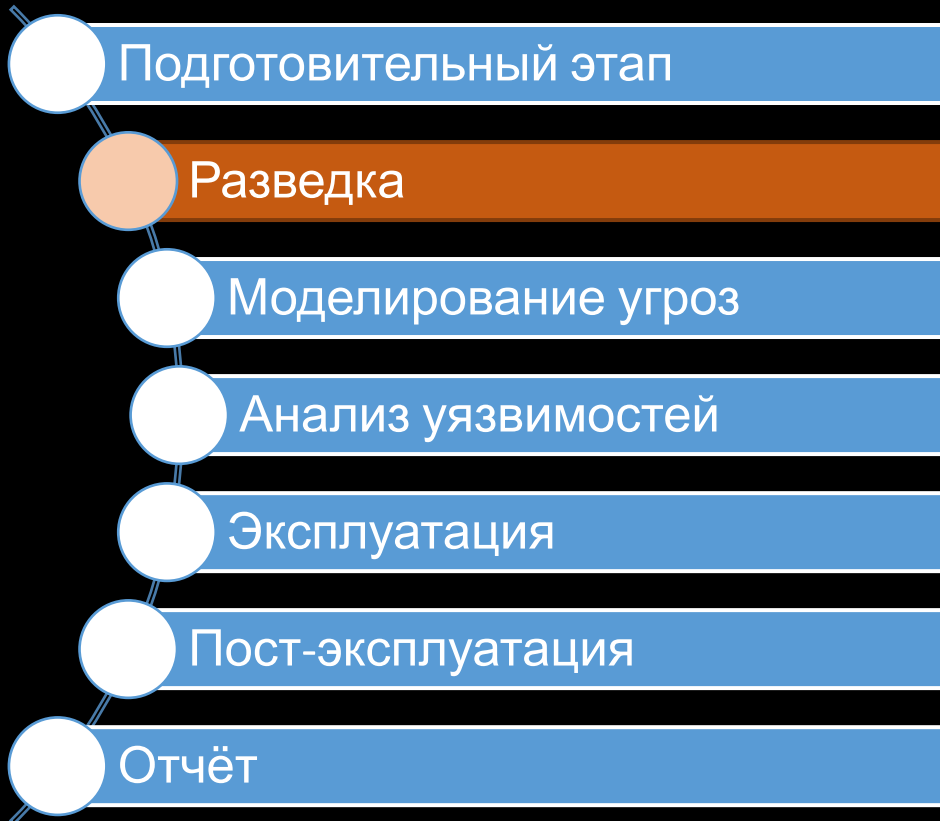 Подготовительный этап
Разведка
Моделирование угроз
Анализ уязвимостей
Эксплуатация
Пост-эксплуатация
Отчёт